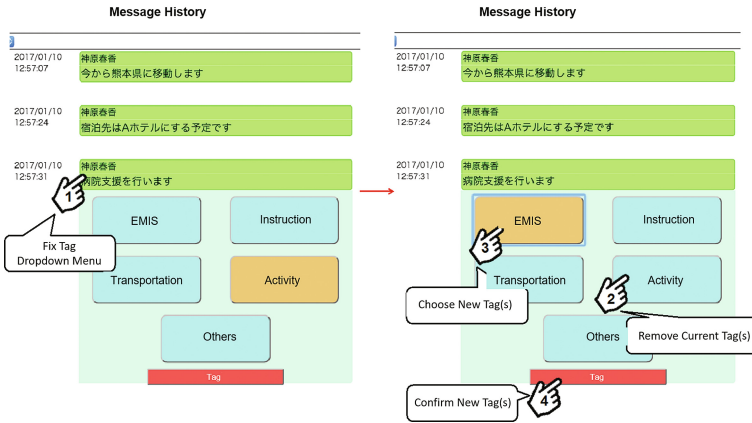 Message History
2017/01/10
12:57:07
神原春香
今から熊本県に移動します
2017/01/10
12:57:24
神原春香
宿泊先はAホテルにする予定です
2017/01/10
12:57:31
神原春香
病院支援を行います
1
Fix Tag
Dropdown Menu
EMIS
Instruction
Transportation
Activity
Others
Tag
Message History
2017/01/10
12:57:07
神原春香
今から熊本県に移動します
2017/01/10
12:57:24
神原春香
宿泊先はAホテルにする予定です
2017/01/10
12:57:31
神原春香
病院支援を行います
EMIS
Instruction
3
Transportation
Activity
Choose New Tag(s)
2
Others
Remove Current Tag(s)
Tag
Confirm New Tag(s)
4